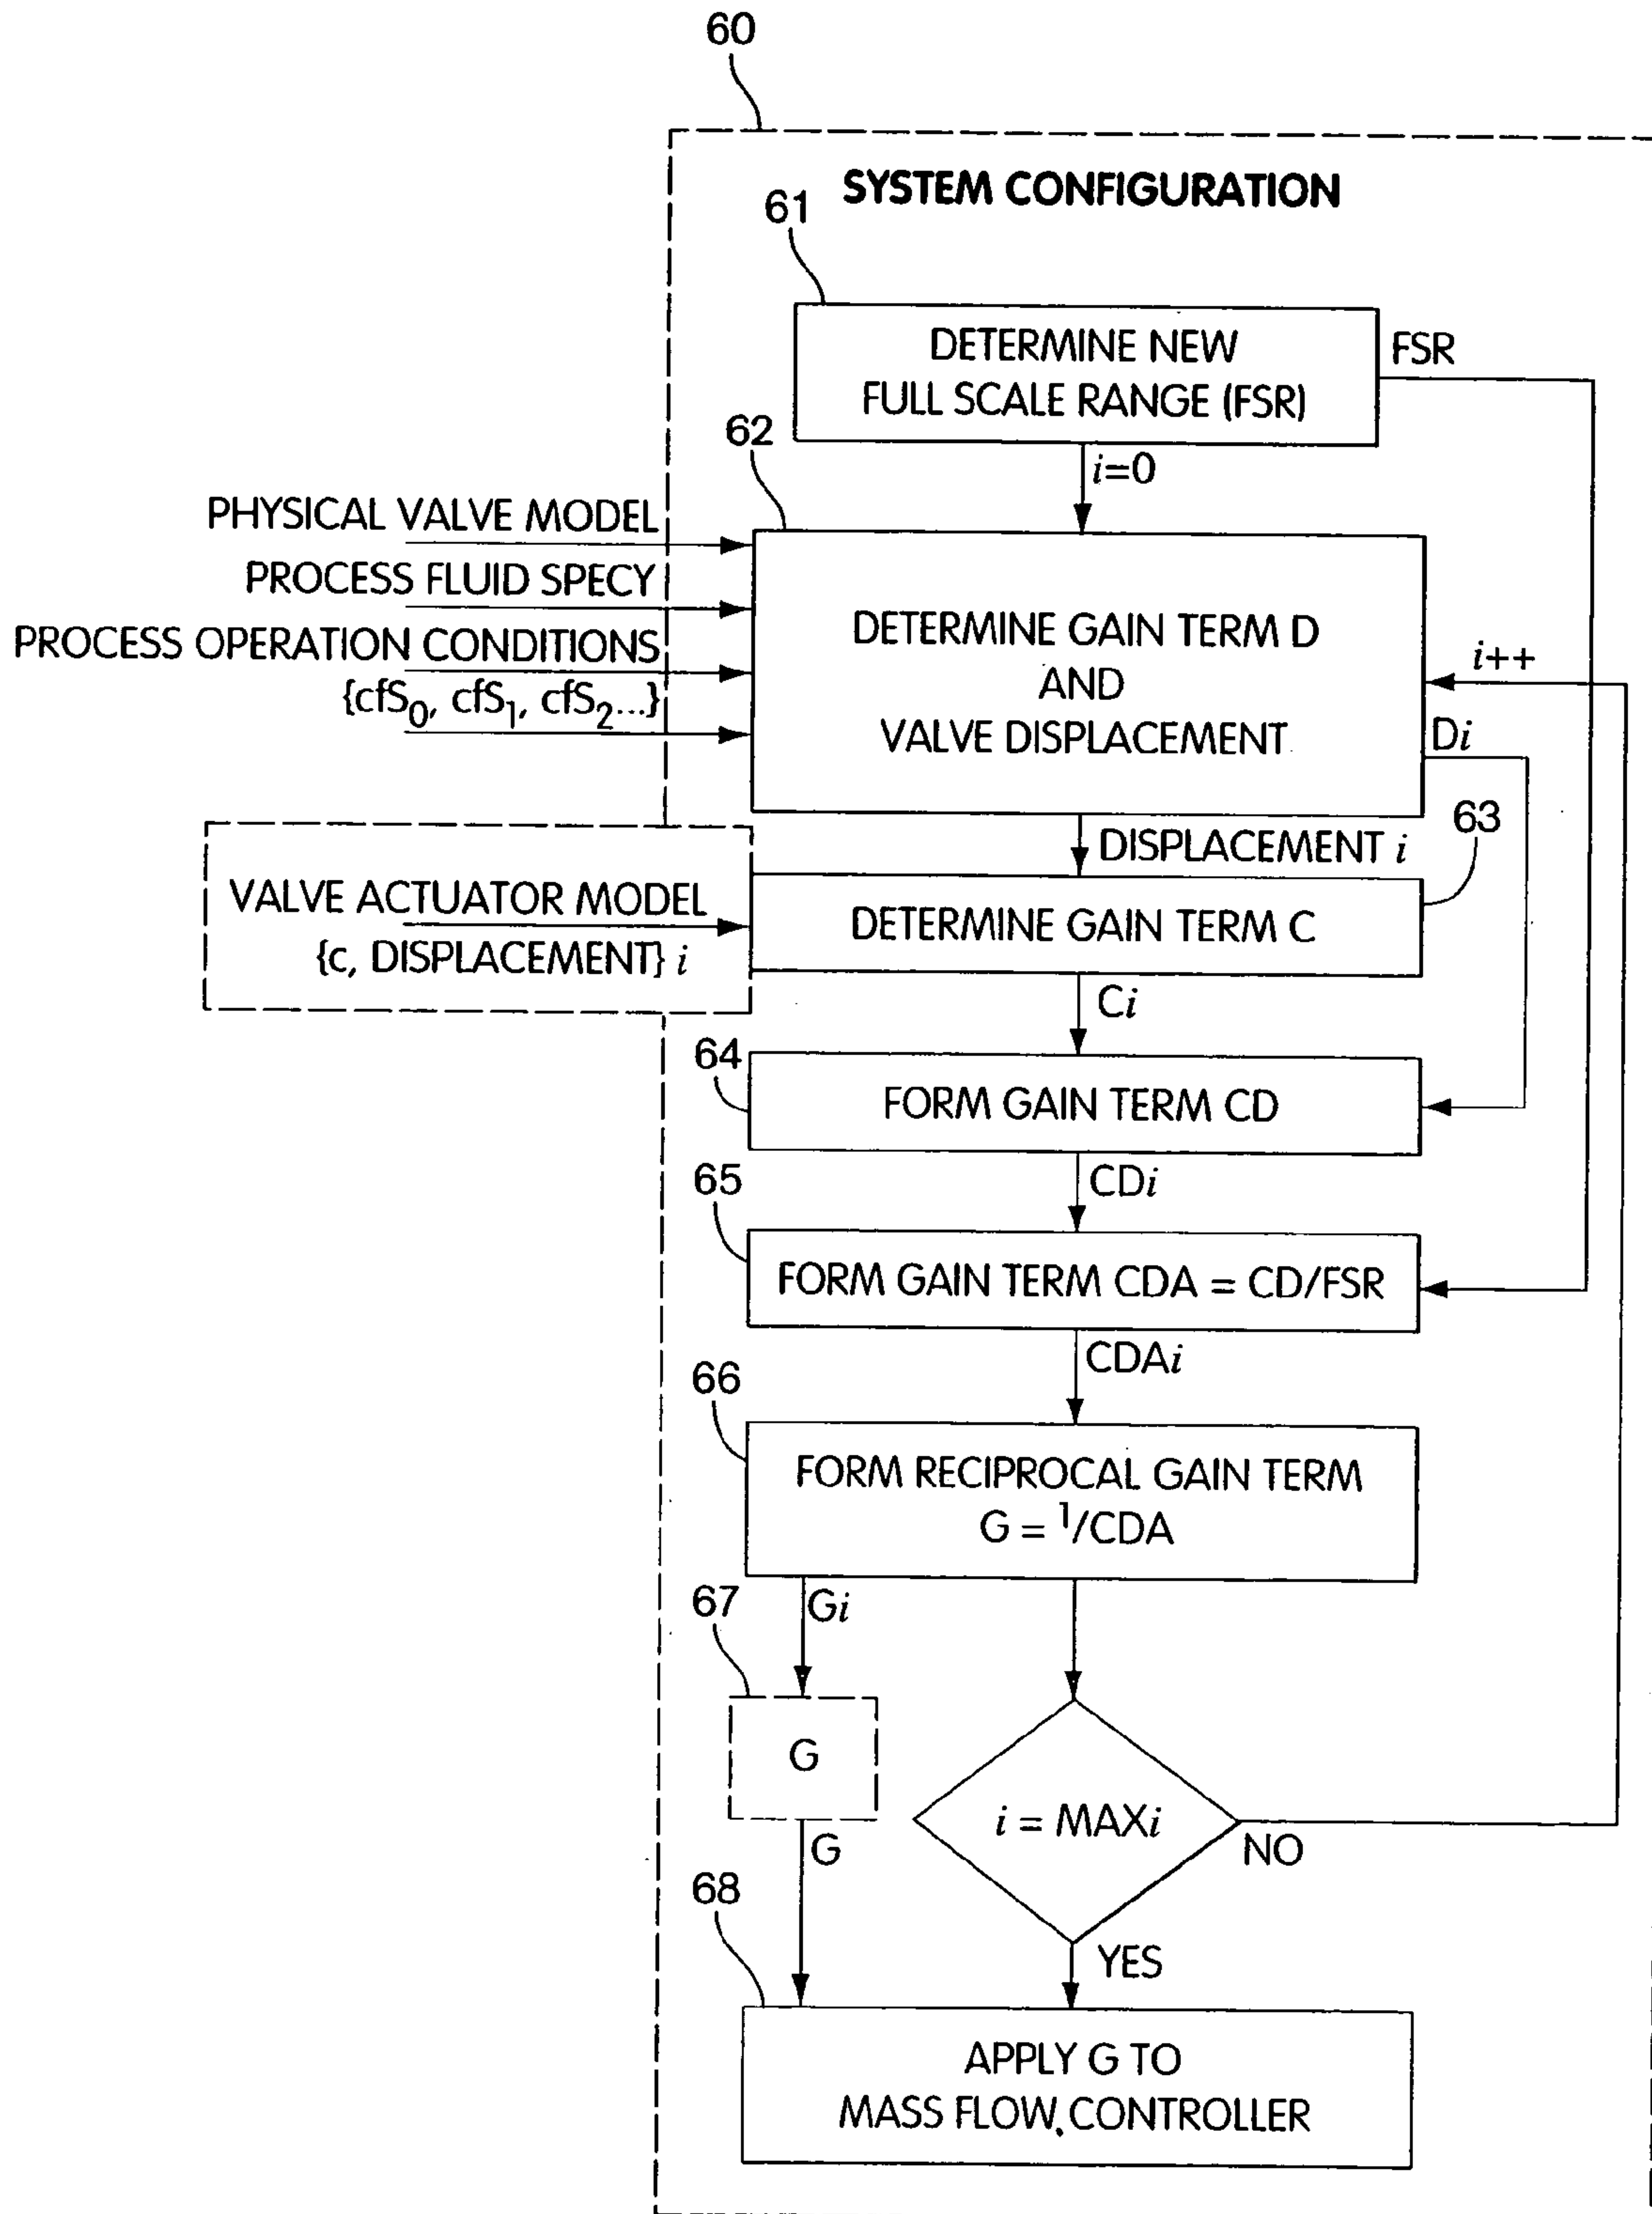 60
SYSTEM CONFIGURATION
61
DETERMINE NEW
FULL SCALE RANGE (FSR)
FSR
62
i=0
PHYSICAL VALVE MODEL
PROCESS FLUID SPECY
PROCESS OPERATION CONDITIONS
{cfS0, cfS1, cfS2...}
DETERMINE GAIN TERM D
AND
VALVE DISPLACEMENT
i++
Di
DISPLACEMENT i
63
VALVE ACTUATOR MODEL
{c, DISPLACEMENT} i
DETERMINE GAIN TERM C
Ci
64
FORM GAIN TERM CD
CDi
65
FORM GAIN TERM CDA = CD/FSR
CDAi
66
FORM RECIPROCAL GAIN TERM
G = 1/CDA
Gi
67
G
i = MAXi
NO
G
68
YES
APPLY G TO
MASS FLOW CONTROLLER